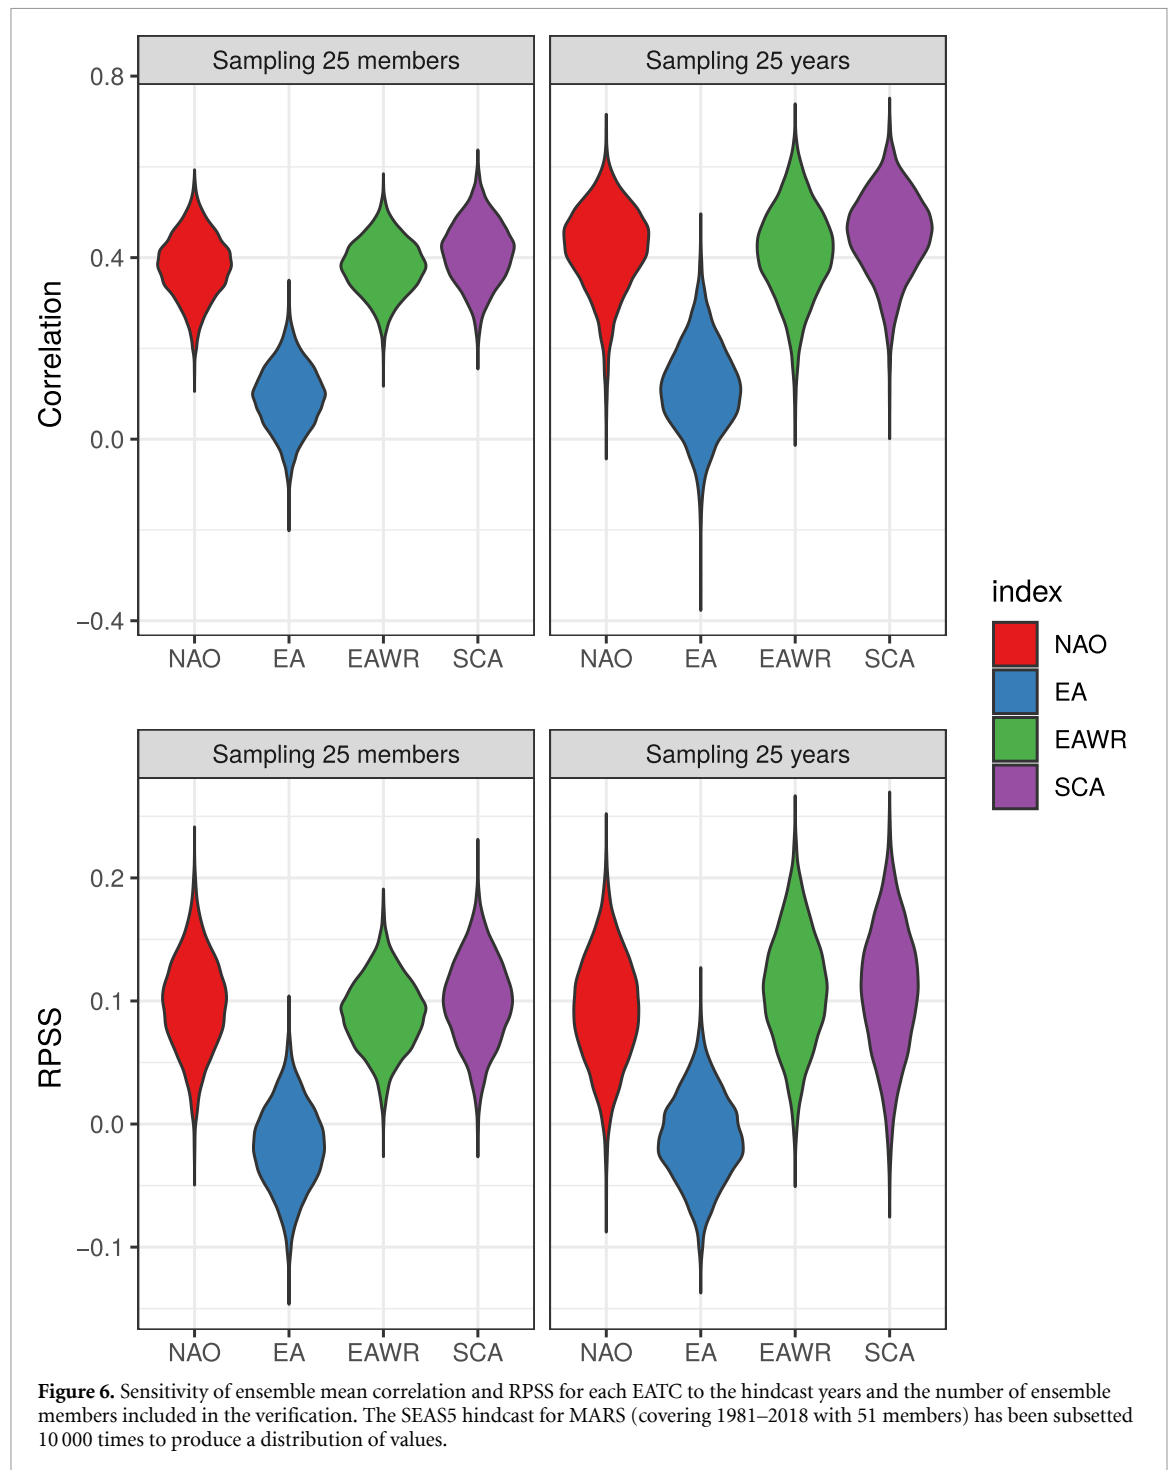 Sampling 25 members
Sampling 25 years
0.8
0.4
0.0
−0.4
Correlation
NAO
EA
EAWR
SCA
NAO
EA
EAWR
SCA
index
NAO
EA
EAWR
SCA
Sampling 25 members
Sampling 25 years
0.2
0.1
0.0
−0.1
RPSS
NAO
EA
EAWR
SCA
NAO
EA
EAWR
SCA
Figure 6. Sensitivity of ensemble mean correlation and RPSS for each EATC to the hindcast years and the number of ensemble
members included in the verification. The SEAS5 hindcast for MARS (covering 1981–2018 with 51 members) has been subsetted
10 000 times to produce a distribution of values.